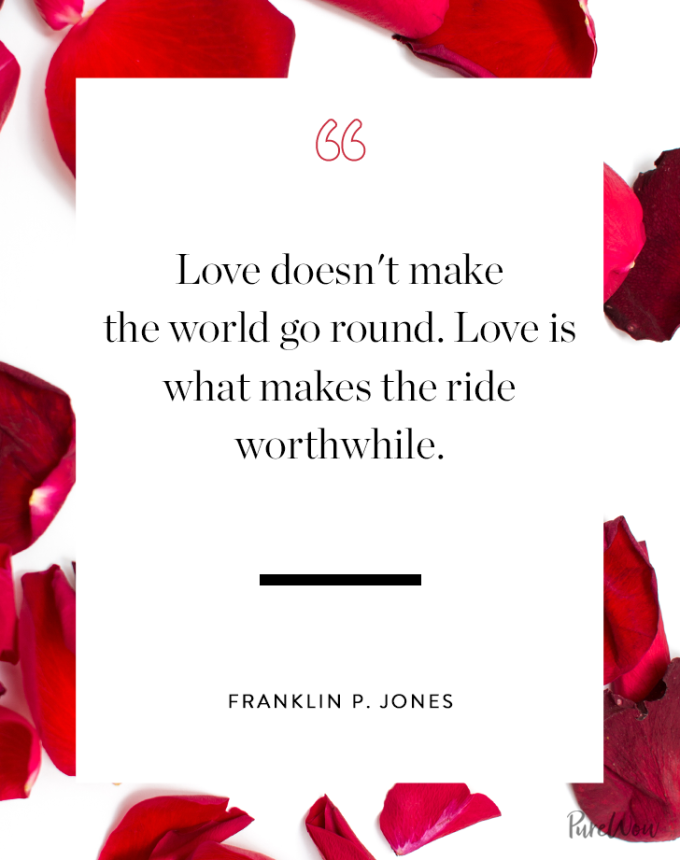 Love doesn't make
the world go round. Love is
what makes the ride
worthwhile.
FRANKLIN P. JONES
PureWow